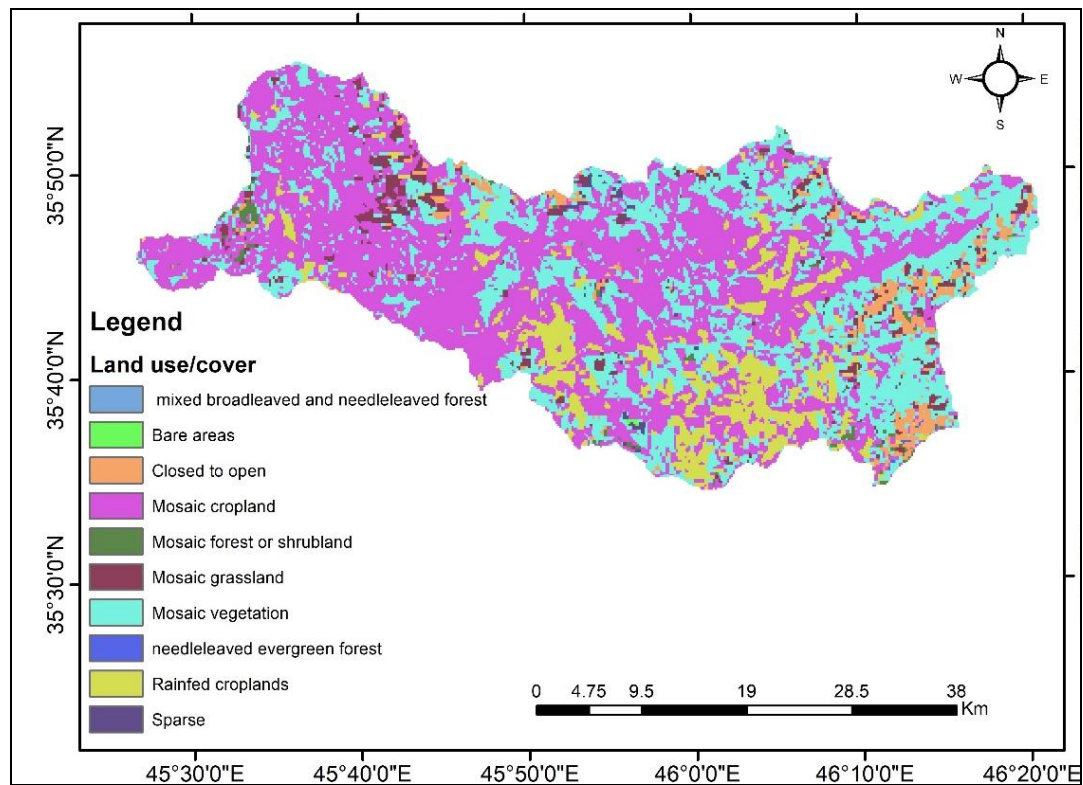 N
W E
S
35°50'0"N
35°40'0"N
35°30'0"N
Legend
Land use/cover
mixed broadleaved and needleleaved forest
Bare areas
Closed to open
Mosaic cropland
Mosaic forest or shrubland
Mosaic grassland
Mosaic vegetation
needleleaved evergreen forest
Rainfed croplands
Sparse
0 4.75 9.5 19 28.5 38
Km
45°30'0"E 45°40'0"E 45°50'0"E 46°0'0"E 46°10'0"E 46°20'0"E